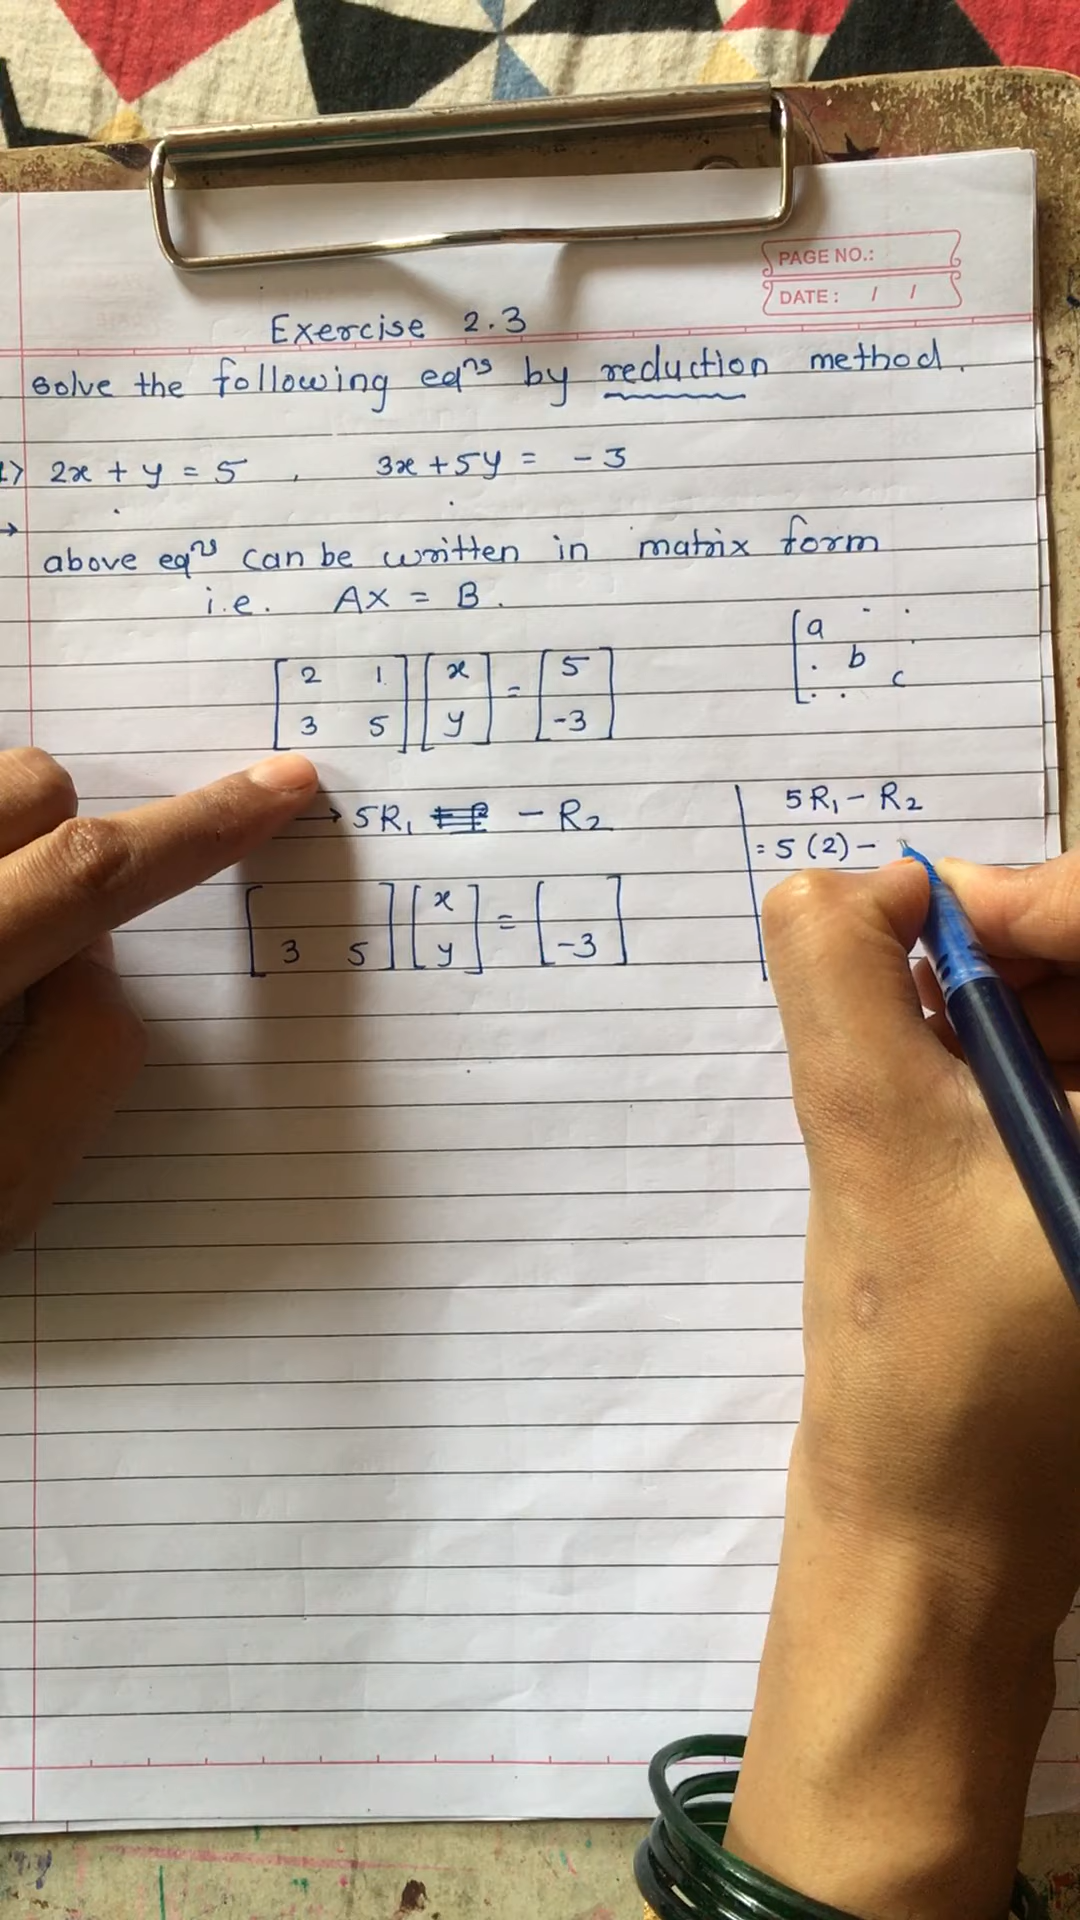 PAGE NO.:
DATE: / /
Exercise 2.3
solve the following eqⁿˢ by reduction method.
1) 2x + y = 5 , 3x + 5y = -3
→
above eqⁿˢ can be written in matrix form
i.e. AX = B.
[2 1] [x] = [5]
[3 5] [y] [-3]
[a . .
. b
. . c
→ 5R₁ - R₂
5R₁ - R₂
= 5(2) -
[ ] [x] = [ ]
[3 5] [y] [-3]